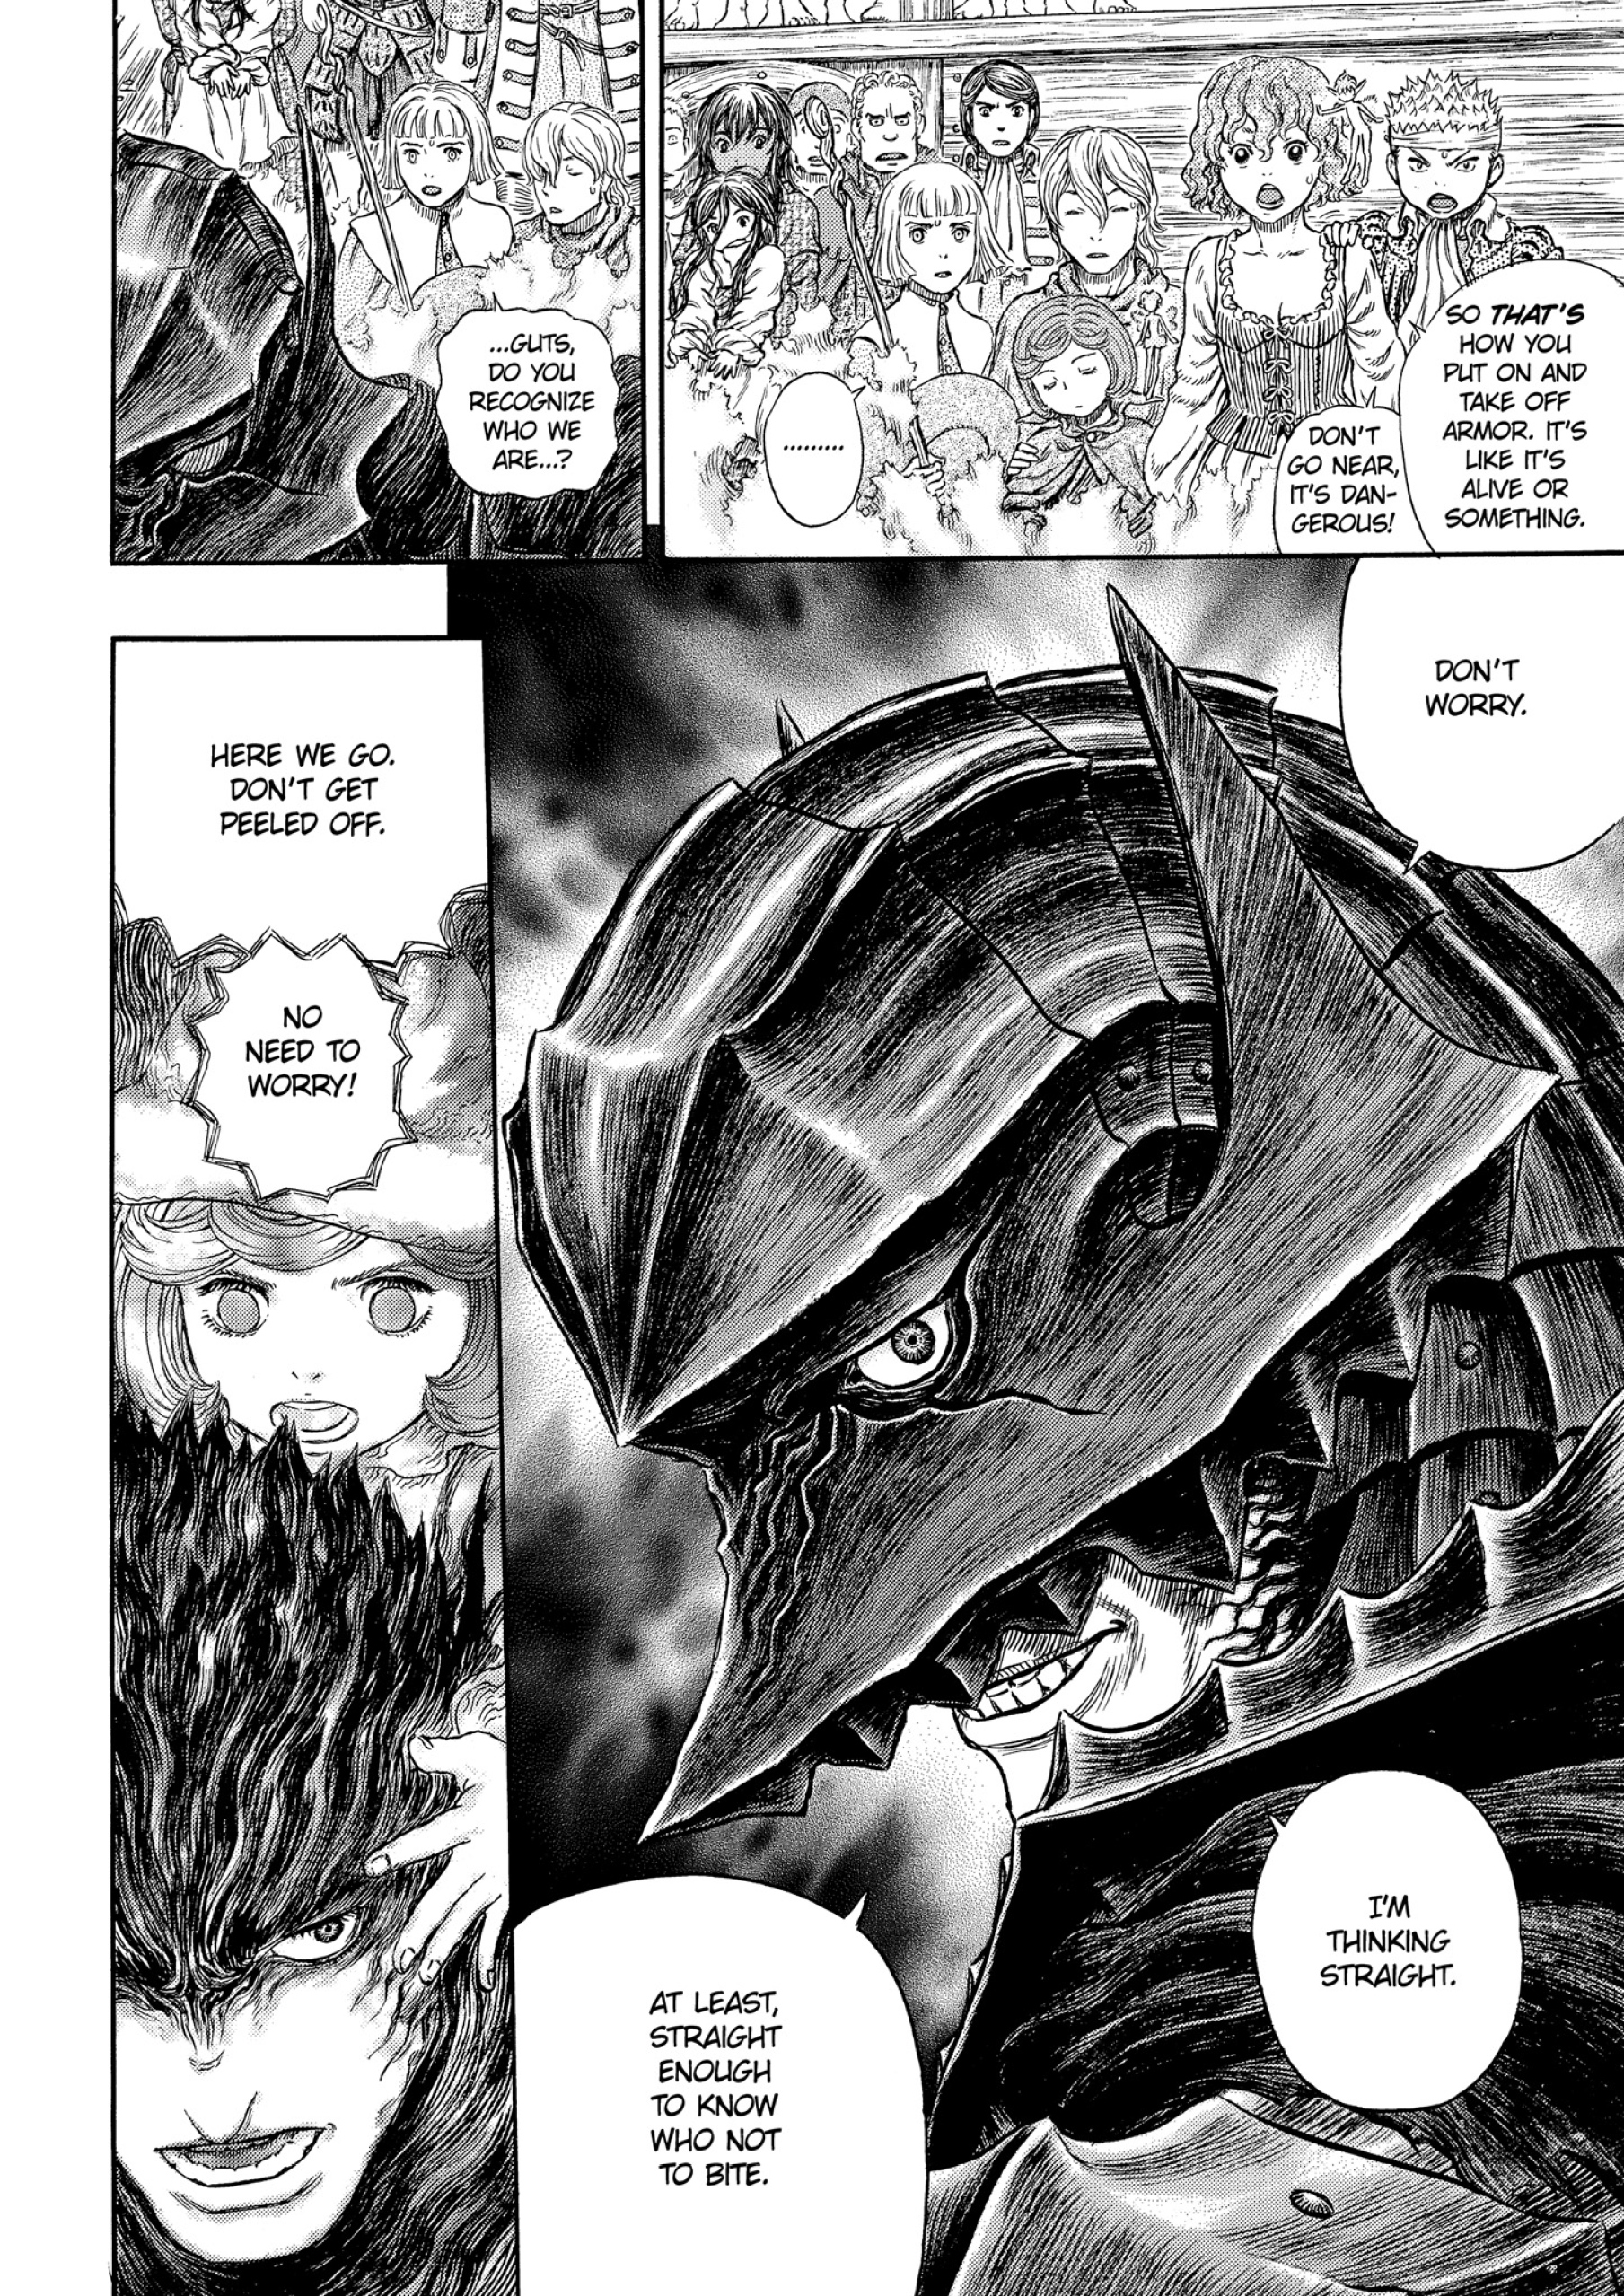 SO THAT'S
HOW YOU
PUT ON AND
TAKE OFF
ARMOR. IT'S
LIKE IT'S
ALIVE OR
SOMETHING.
DON'T
GO NEAR,
IT'S DAN-
GEROUS!
.........
...GUTS,
DO YOU
RECOGNIZE
WHO WE
ARE...?
DON'T
WORRY.
I'M
THINKING
STRAIGHT.
AT LEAST,
STRAIGHT
ENOUGH
TO KNOW
WHO NOT
TO BITE.
HERE WE GO.
DON'T GET
PEELED OFF.
NO
NEED TO
WORRY!